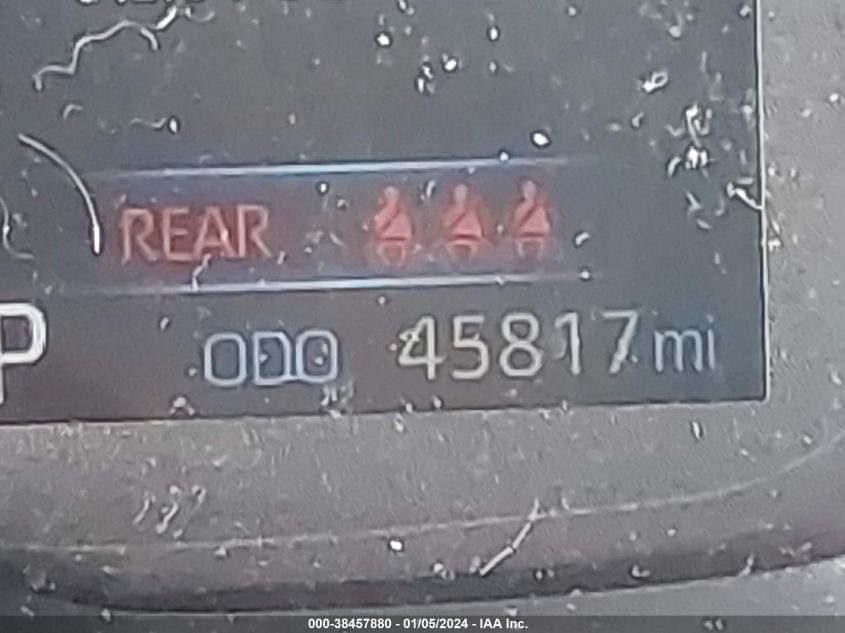 REAR
P
ODO 45817 mi
000-38457880 - 01/05/2024 - IAA Inc.